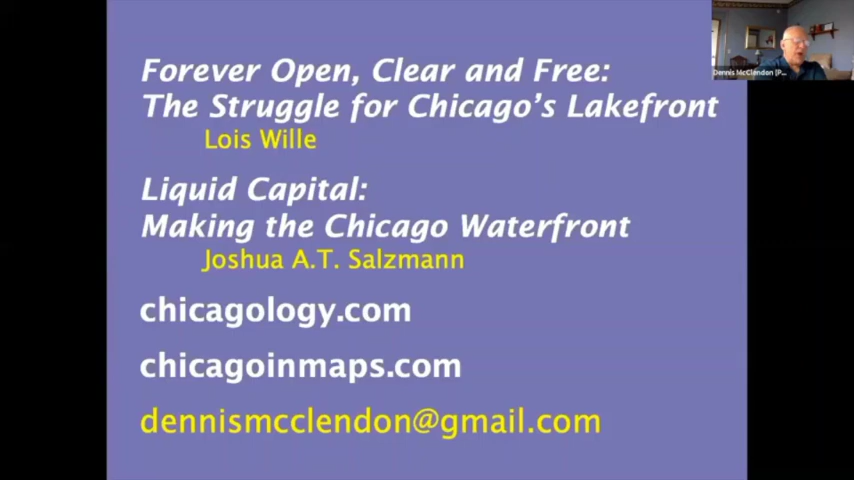 Forever Open, Clear and Free:
The Struggle for Chicago's Lakefront
Lois Wille
Liquid Capital:
Making the Chicago Waterfront
Joshua A.T. Salzmann
chicagology.com
chicagoinmaps.com
dennismcclendon@gmail.com
Dennis McClendon (P...